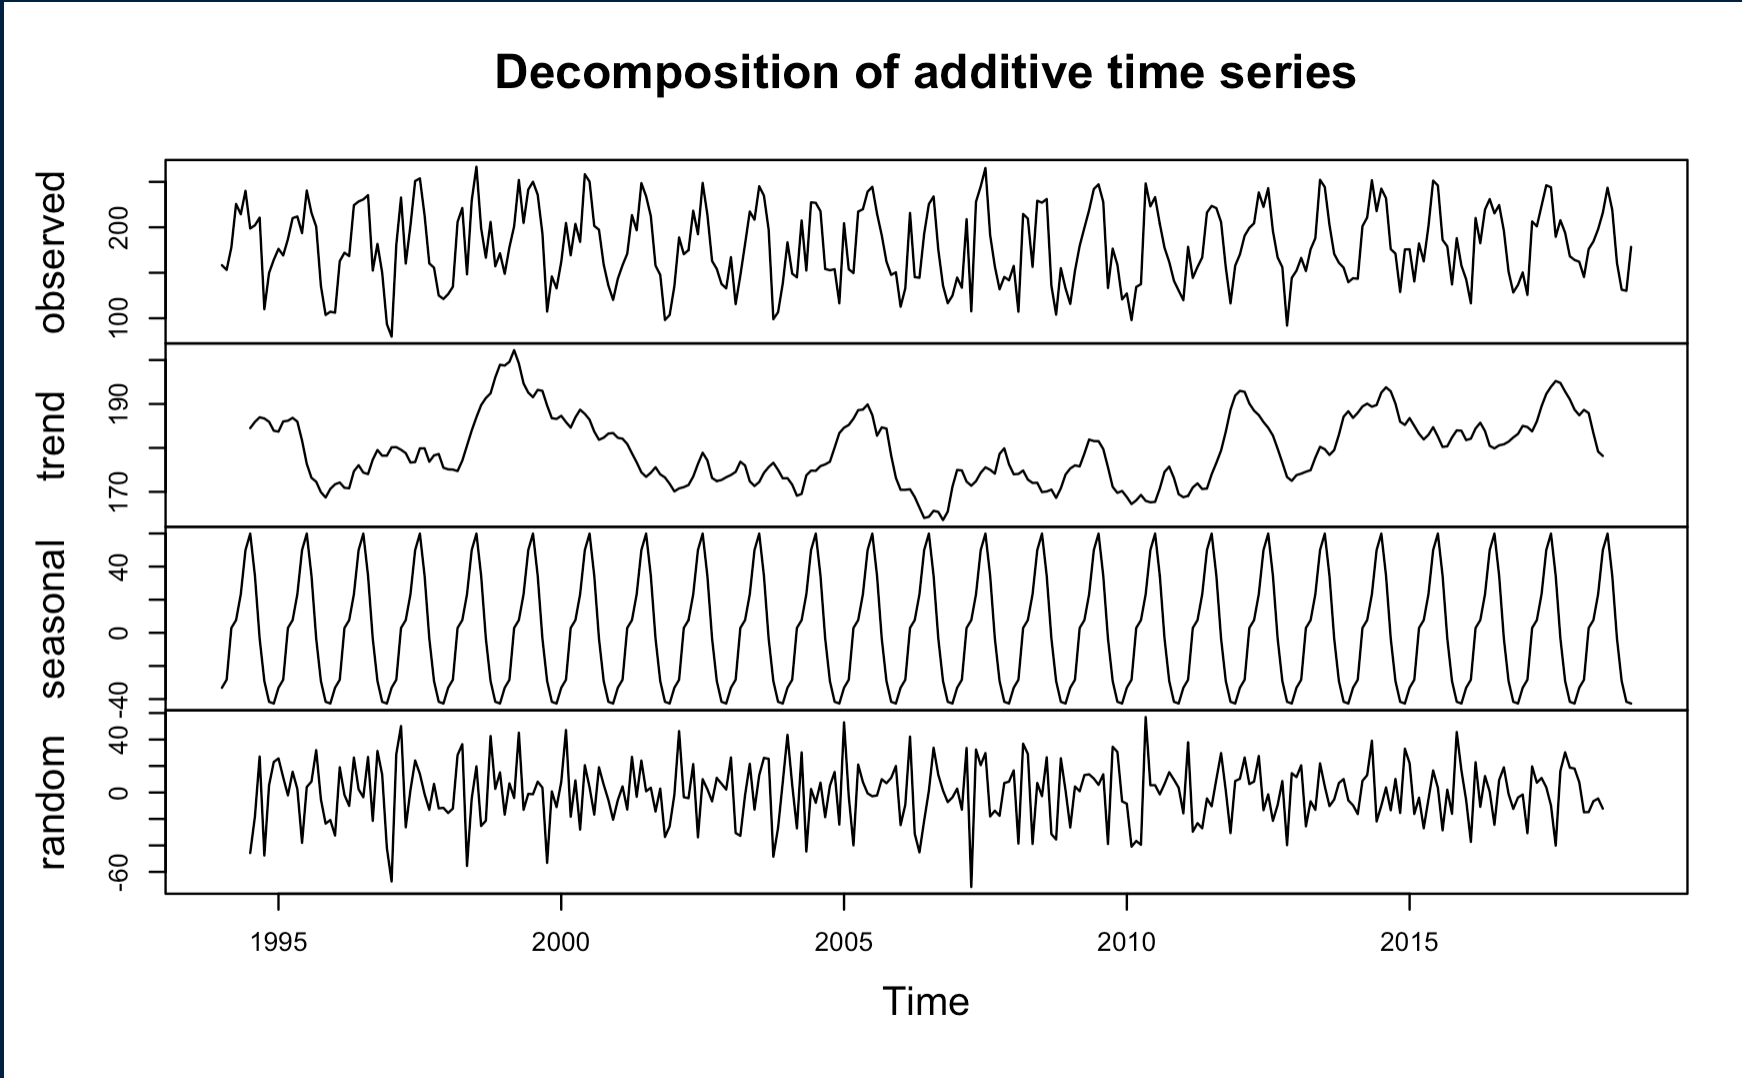 Decomposition of additive time series
observed
100 200
trend
170 190
seasonal
-40 0 40
random
-60 0 40
1995 2000 2005 2010 2015
Time